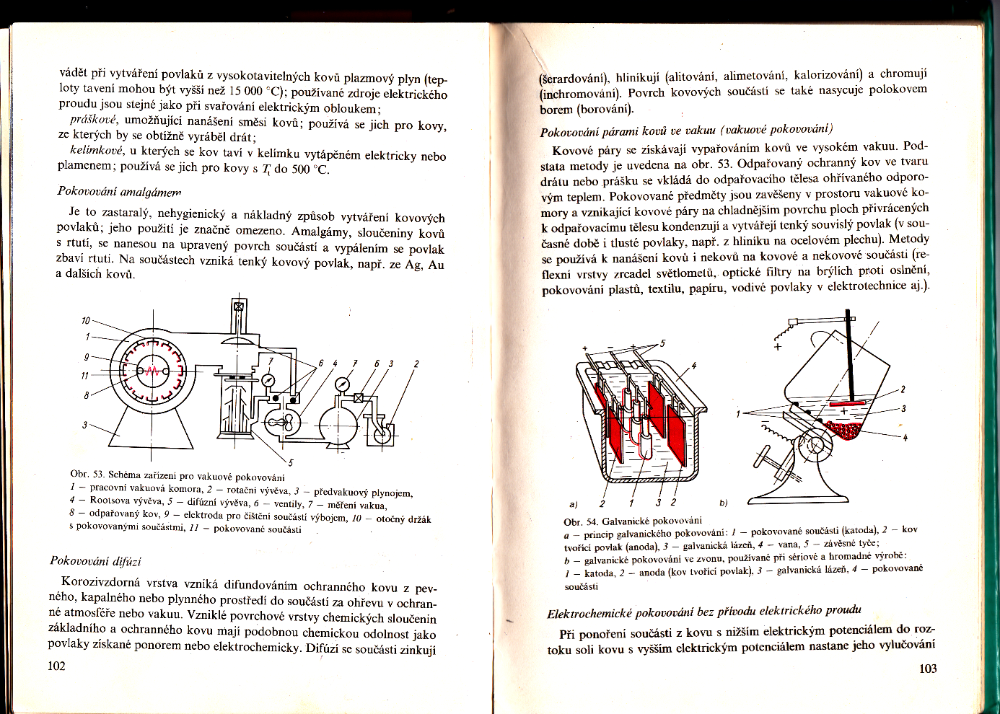 vádět při vytváření povlaků z vysokotavitelných kovů plazmový plyn (tep-
loty tavení mohou být vyšší než 15 000 °C); používané zdroje elektrického
proudu jsou stejné jako při svařování elektrickým obloukem;
práškové, umožňující nanášení směsí kovů; používá se jich pro kovy,
ze kterých by se obtížně vyráběl drát;
kelímkové, u kterých se kov taví v kelímku vytápěném elektricky nebo
plamenem; používá se jich pro kovy s Tt do 500 °C.
Pokovování amalgámem
Je to zastaralý, nehygienický a nákladný způsob vytváření kovových
povlaků; jeho použití je značně omezeno. Amalgámy, sloučeniny kovů
s rtutí, se nanesou na upravený povrch součástí a vypálením se povlak
zbaví rtuti. Na součástech vzniká tenký kovový povlak, např. ze Ag, Au
a dalších kovů.
10
1
9
11
8
3
7
6 4 7 6 3 2
5
Obr. 53. Schéma zařízení pro vakuové pokovování
1 — pracovní vakuová komora, 2 — rotační vývěva, 3 — předvakuový plynojem,
4 — Rootsova vývěva, 5 — difúzní vývěva, 6 — ventily, 7 — měření vakua,
8 — odpařovaný kov, 9 — elektroda pro čištění součástí výbojem, 10 — otočný držák
s pokovovanými součástmi, 11 — pokovované součásti
Pokovování difúzí
Korozivzdorná vrstva vzniká difundováním ochranného kovu z pev-
ného, kapalného nebo plynného prostředí do součástí za ohřevu v ochran-
né atmosféře nebo vakuu. Vzniklé povrchové vrstvy chemických sloučenin
základního a ochranného kovu mají podobnou chemickou odolnost jako
povlaky získané ponorem nebo elektrochemicky. Difúzí se součásti zinkují
102
(šerardování), hliníkují (alitování, alimetování, kalorizování) a chromují
(inchromování). Povrch kovových součástí se také nasycuje polokovem
borem (borování).
Pokovování párami kovů ve vakuu (vakuové pokovování)
Kovové páry se získávají vypařováním kovů ve vysokém vakuu. Pod-
stata metody je uvedena na obr. 53. Odpařovaný ochranný kov ve tvaru
drátu nebo prášku se vkládá do odpařovacího tělesa ohřívaného odporo-
vým teplem. Pokovované předměty jsou zavěšeny v prostoru vakuové ko-
mory a vznikající kovové páry na chladnějším povrchu ploch přivrácených
k odpařovacímu tělesu kondenzují a vytvářejí tenký souvislý povlak (v sou-
časné době i tlusté povlaky, např. z hliníku na ocelovém plechu). Metody
se používá k nanášení kovů i nekovů na kovové a nekovové součásti (re-
flexní vrstvy zrcadel světlometů, optické filtry na brýlích proti oslnění,
pokovování plastů, textilu, papíru, vodivé povlaky v elektrotechnice aj.).
+ − + 5
4
a) 2 1 3 2
+
1
2
+ 3
4
b)
Obr. 54. Galvanické pokovování
a — princip galvanického pokovování: 1 — pokovované součásti (katoda), 2 — kov
tvořící povlak (anoda), 3 — galvanická lázeň, 4 — vana, 5 — závěsné tyče;
b — galvanické pokovování ve zvonu, používané při sériové a hromadné výrobě:
1 — katoda, 2 — anoda (kov tvořící povlak), 3 — galvanická lázeň, 4 — pokovované
součásti
Elektrochemické pokovování bez přívodu elektrického proudu
Při ponoření součásti z kovu s nižším elektrickým potenciálem do roz-
toku soli kovu s vyšším elektrickým potenciálem nastane jeho vylučování
103